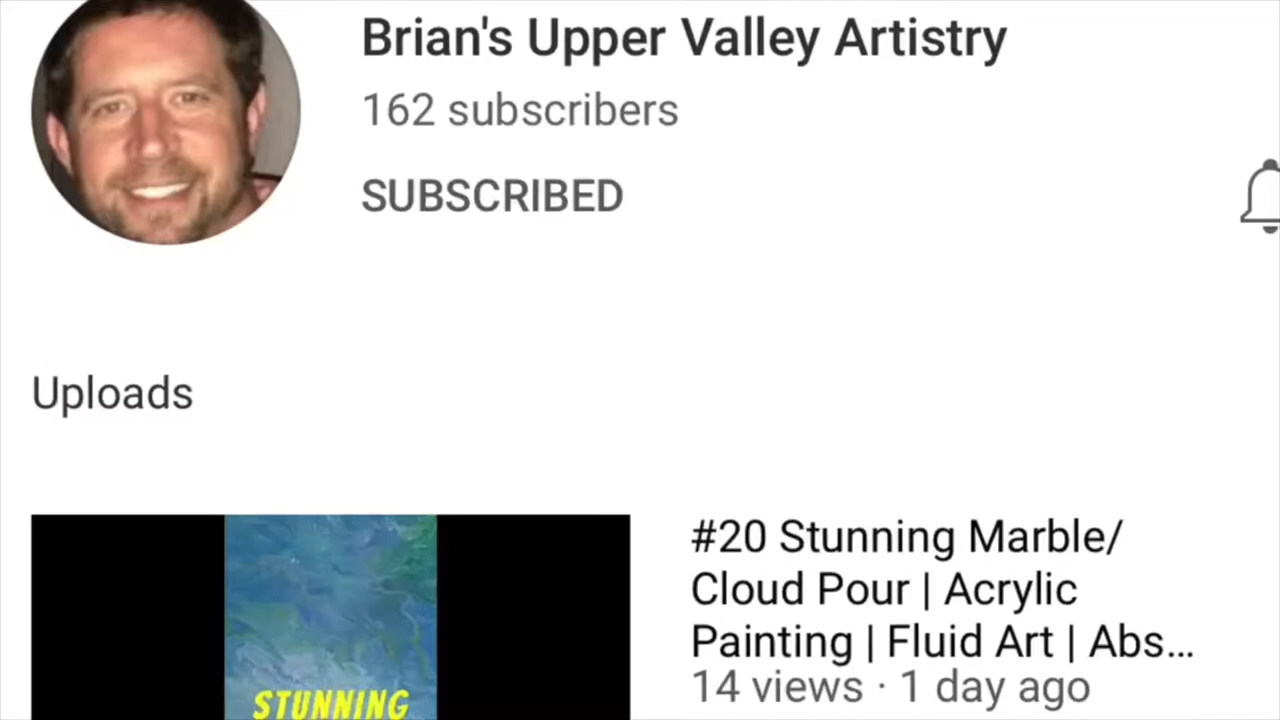 Brian's Upper Valley Artistry
162 subscribers
SUBSCRIBED
Uploads
#20 Stunning Marble/
Cloud Pour | Acrylic
Painting | Fluid Art | Abs...
14 views · 1 day ago
STUNNING